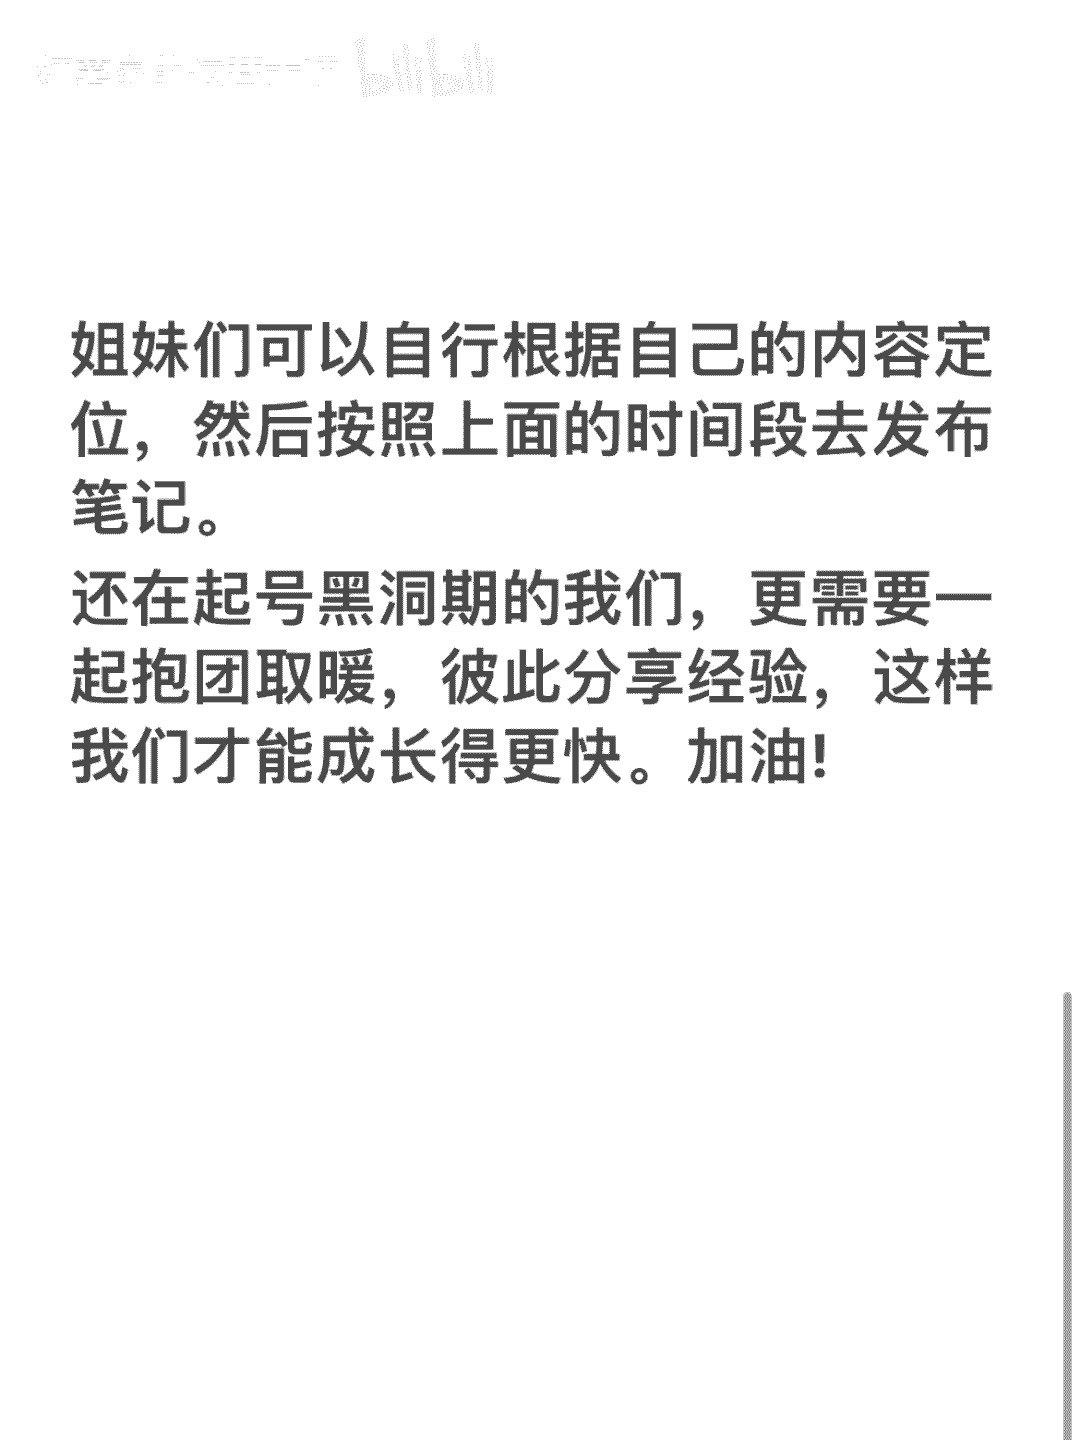 bilibili
姐妹们可以自行根据自己的内容定
位，然后按照上面的时间段去发布
笔记。
还在起号黑洞期的我们，更需要一
起抱团取暖，彼此分享经验，这样
我们才能成长得更快。加油!